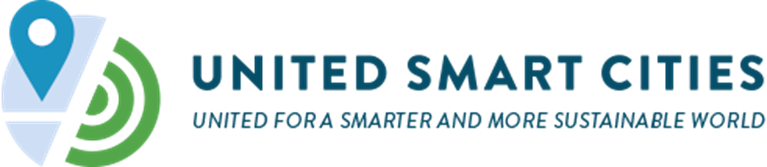 UNITED SMART CITIES
UNITED FOR A SMARTER AND MORE SUSTAINABLE WORLD